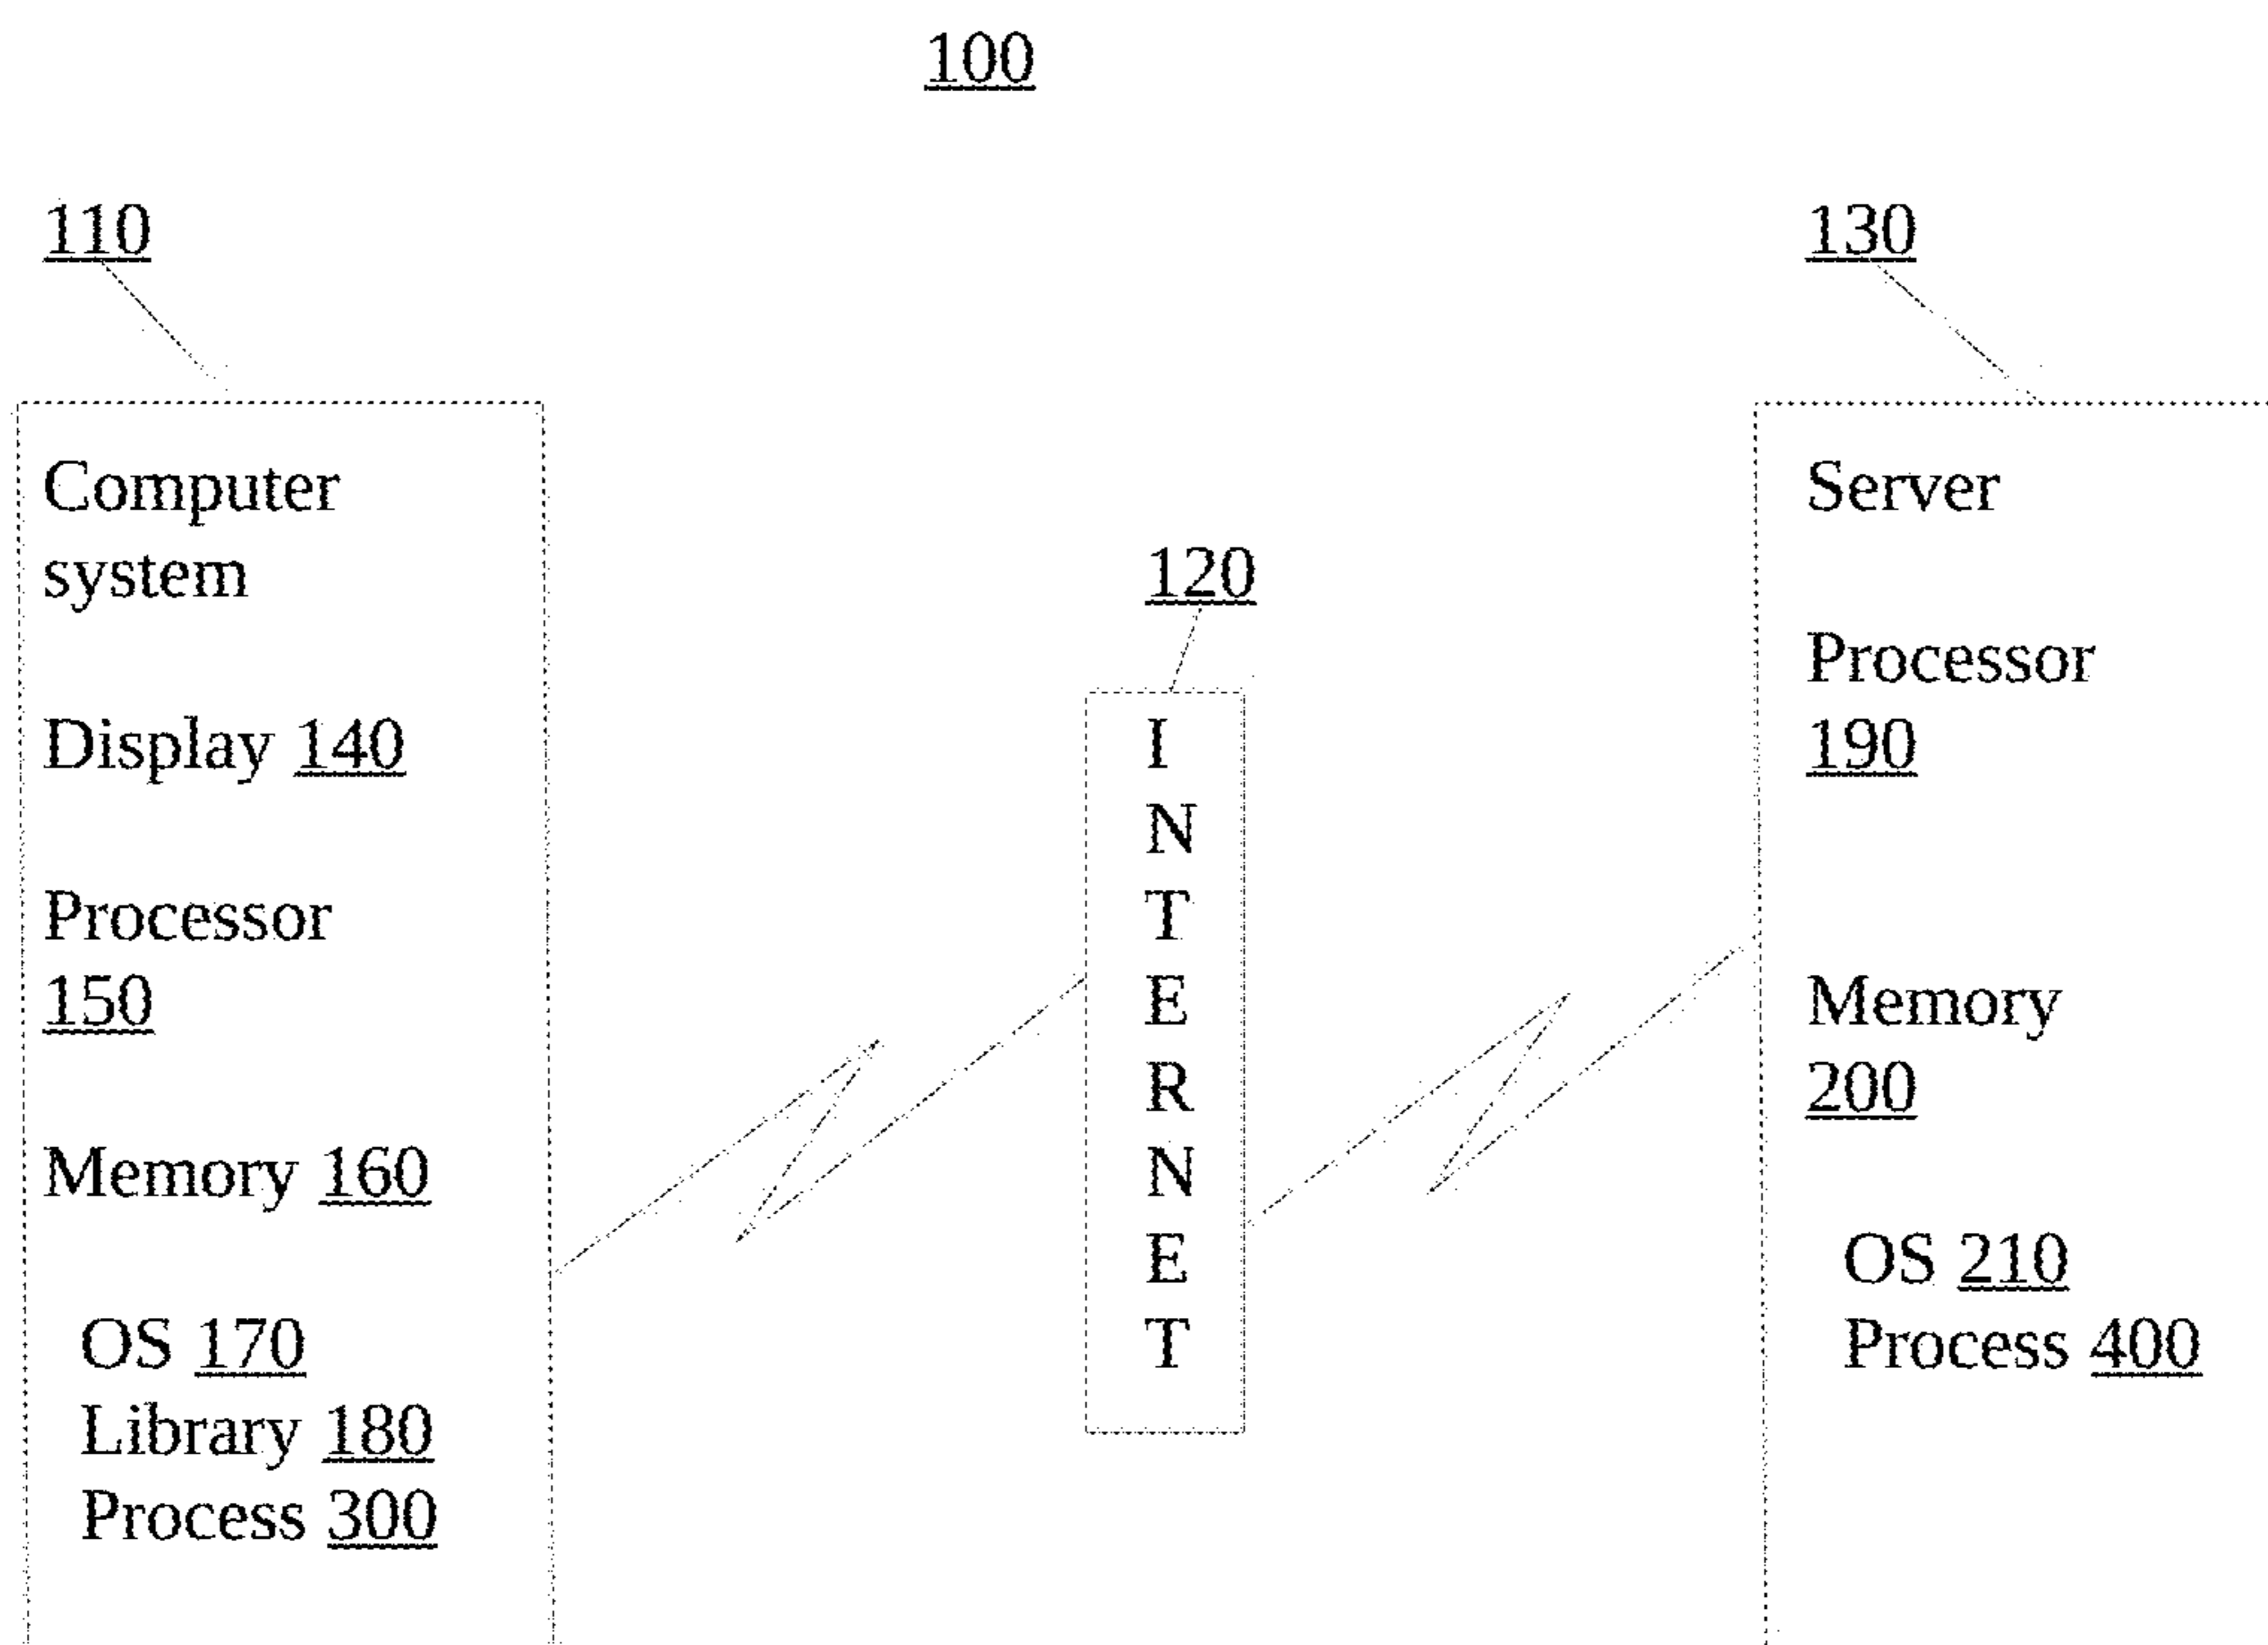 100
110
130
Computer
system
Display 140
Processor
150
Memory 160
OS 170
Library 180
Process 300
120
I
N
T
E
R
N
E
T
Server
Processor
190
Memory
200
OS 210
Process 400